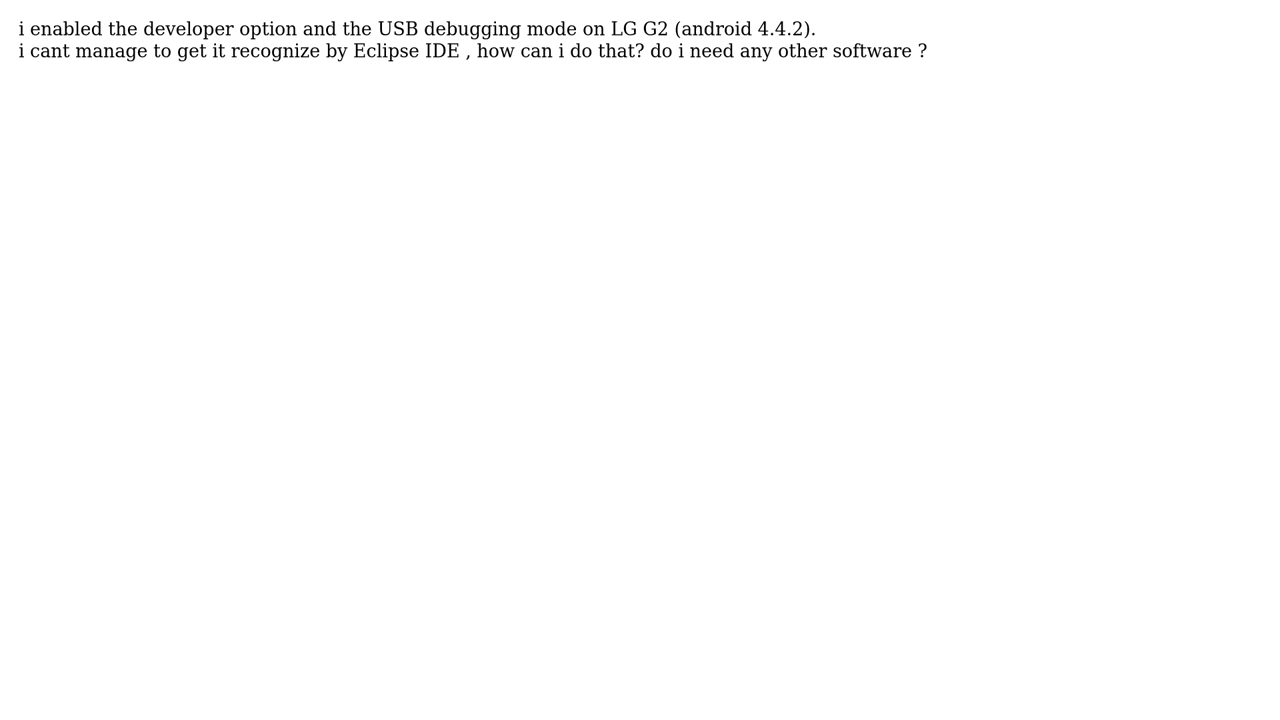 i enabled the developer option and the USB debugging mode on LG G2 (android 4.4.2).
i cant manage to get it recognize by Eclipse IDE , how can i do that? do i need any other software ?